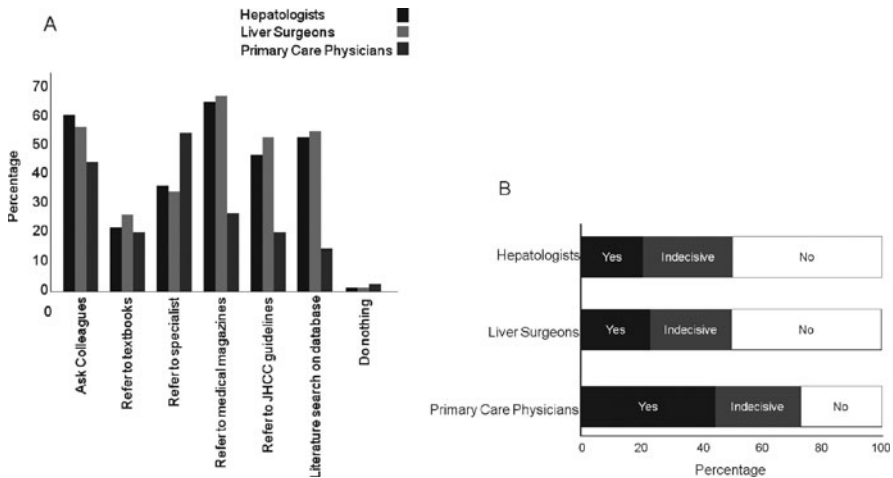 A
Hepatologists
Liver Surgeons
Primary Care Physicians
Percentage
70
60
50
40
30
20
10
0
0
Ask Colleagues
Refer to textbooks
Refer to specialist
Refer to medical magazines
Refer to JHCC guidelines
Literature search on database
Do nothing
B
Hepatologists
Yes
Indecisive
No
Liver Surgeons
Yes
Indecisive
No
Primary Care Physicians
Yes
Indecisive
No
0 20 40 60 80 100
Percentage